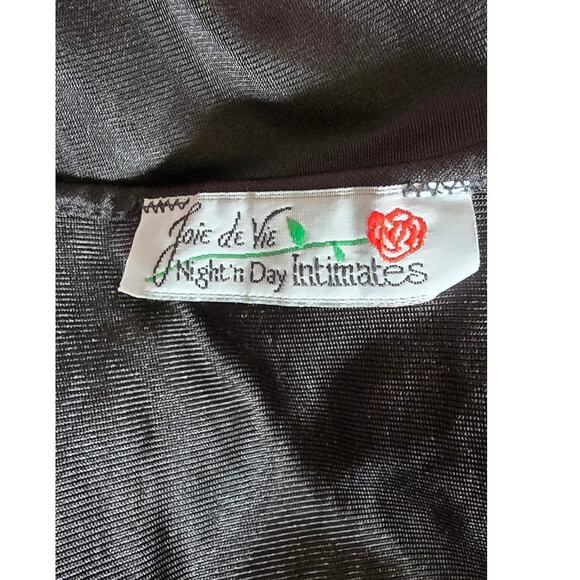 Joie de Vie
Night'n Day Intimates